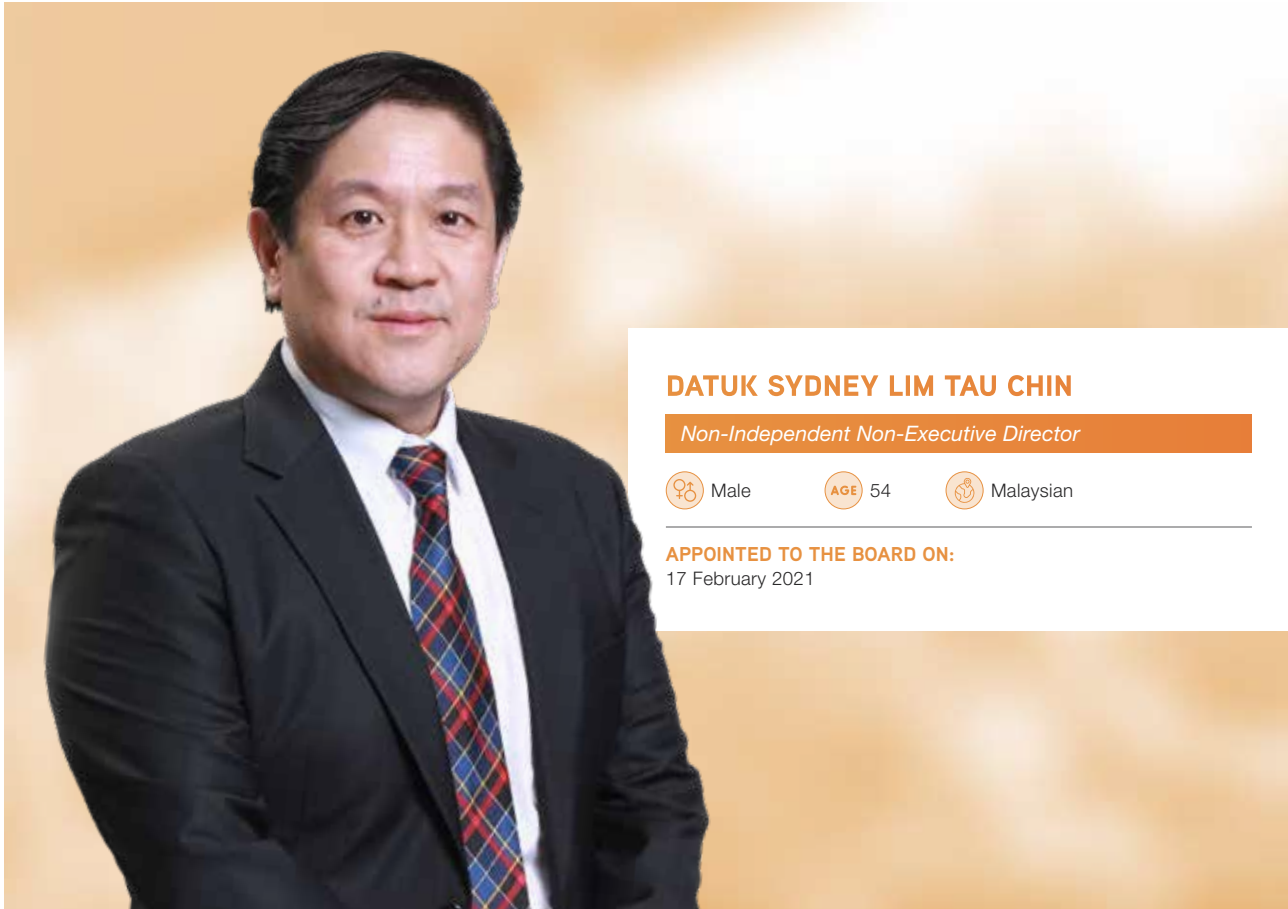 DATUK SYDNEY LIM TAU CHIN
Non-Independent Non-Executive Director
Male AGE 54 Malaysian
APPOINTED TO THE BOARD ON:
17 February 2021